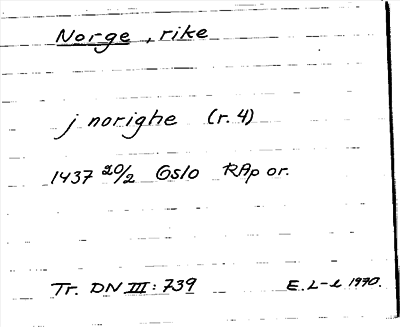 Norge, rike
j norighe (r. 4)
1437 20/2 Oslo RAp or.
Tr. DN III: 739 E. L-l 1970.